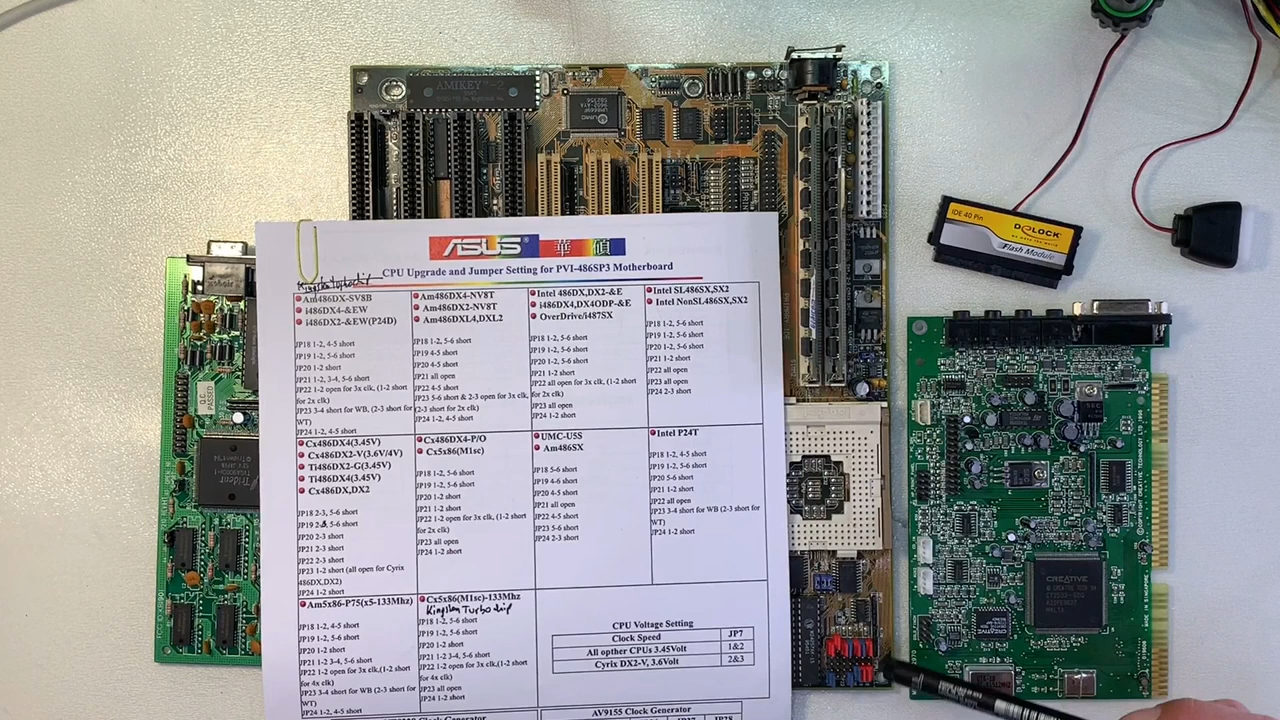 AMIKEY™-2
IDE 40 Pin
DeLOCK
Flash Module
ASUS® 華碩
CPU Upgrade and Jumper Setting for PVI-486SP3 Motherboard
Am486DX-SV8B
i486DX4-&EW
i486DX2-&EW(P24D)
JP18 1-2, 4-5 short
JP19 1-2, 5-6 short
JP20 1-2 short
JP21 1-2, 3-4, 5-6 short
JP22 1-2 open for 3x clk, (1-2 short
for 2x clk)
JP23 3-4 short for WB, (2-3 short for
WT)
JP24 1-2, 4-5 short
Am486DX4-NV8T
Am486DX2-NV8T
Am486DXL4,DXL2
JP18 1-2, 5-6 short
JP19 4-5 short
JP20 4-5 short
JP21 all open
JP22 4-5 short
JP23 5-6 short & 2-3 open for 3x clk,
(2-3 short for 2x clk)
JP24 1-2, 4-5 short
Intel 486DX,DX2-&E
i486DX4,DX4ODP-&E
OverDrive/i487SX
JP18 1-2, 5-6 short
JP19 1-2, 5-6 short
JP20 1-2, 5-6 short
JP21 1-2 short
JP22 all open for 3x clk, (1-2 short
for 2x clk)
JP23 all open
JP24 1-2 short
Intel SL486SX,SX2
Intel NonSL486SX,SX2
JP18 1-2, 5-6 short
JP19 1-2, 5-6 short
JP20 1-2, 5-6 short
JP21 1-2 short
JP22 all open
JP23 all open
JP24 2-3 short
Cx486DX4(3.45V)
Cx486DX2-V(3.6V/4V)
Ti486DX2-G(3.45V)
Ti486DX4(3.45V)
Cx486DX,DX2
JP18 2-3, 5-6 short
JP19 2-3, 5-6 short
JP20 2-3 short
JP21 2-3 short
JP22 2-3 short
JP23 1-2 short (all open for Cyrix
486DX,DX2)
JP24 1-2 short
Cx486DX4-P/O
Cx5x86(M1sc)
JP18 1-2, 5-6 short
JP19 1-2, 5-6 short
JP20 1-2 short
JP21 1-2 short
JP22 1-2 open for 3x clk, (1-2 short
for 2x clk)
JP23 all open
JP24 1-2 short
UMC-U5S
Am486SX
JP18 5-6 short
JP19 4-6 short
JP20 4-5 short
JP21 all open
JP22 4-5 short
JP23 5-6 short
JP24 2-3 short
Intel P24T
JP18 1-2, 4-5 short
JP19 1-2, 5-6 short
JP20 5-6 short
JP21 1-2 short
JP22 all open
JP23 3-4 short for WB (2-3 short for
WT)
JP24 1-2 short
Am5x86-P75(x5-133Mhz)
JP18 1-2, 4-5 short
JP19 1-2, 5-6 short
JP20 1-2 short
JP21 1-2 3-4, 5-6 short
JP22 1-2 open for 3x clk,(1-2 short
for 4x clk)
JP23 3-4 short for WB (2-3 short for
WT)
JP24 1-2, 4-5 short
Cx5x86(M1sc)-133Mhz
Kingston Turbochip
JP18 1-2, 5-6 short
JP19 1-2, 5-6 short
JP20 1-2 short
JP21 1-2 3-4, 5-6 short
JP22 1-2 open for 3x clk,(1-2 short
for 4x clk)
JP23 all open
JP24 1-2 short
CPU Voltage Setting
Clock Speed JP7
All opther CPUs 3.45Volt 1&2
Cyrix DX2-V, 3.6Volt 2&3
Clock Generator
AV9155 Clock Generator
Trident
CREATIVE